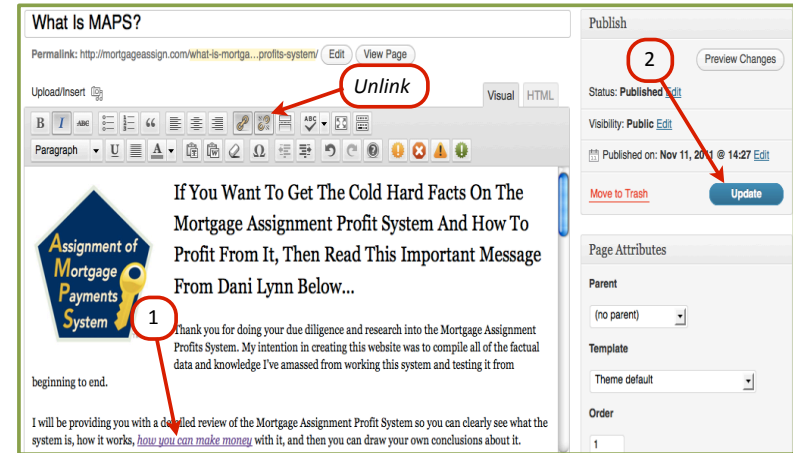 What Is MAPS?
Permalink: http://mortgageassign.com/what-is-mortga…profits-system/ Edit View Page
Upload/Insert
Unlink
Visual HTML
B I ABC “ ABC
Paragraph U A Ω
Assignment of
Mortgage
Payments
System
If You Want To Get The Cold Hard Facts On The
Mortgage Assignment Profit System And How To
Profit From It, Then Read This Important Message
From Dani Lynn Below...
1
Thank you for doing your due diligence and research into the Mortgage Assignment
Profits System. My intention in creating this website was to compile all of the factual
data and knowledge I've amassed from working this system and testing it from
beginning to end.
I will be providing you with a detailed review of the Mortgage Assignment Profit System so you can clearly see what the
system is, how it works, how you can make money with it, and then you can draw your own conclusions about it.
Publish
2
Preview Changes
Status: Published Edit
Visibility: Public Edit
Published on: Nov 11, 2011 @ 14:27 Edit
Move to Trash Update
Page Attributes
Parent
(no parent)
Template
Theme default
Order
1